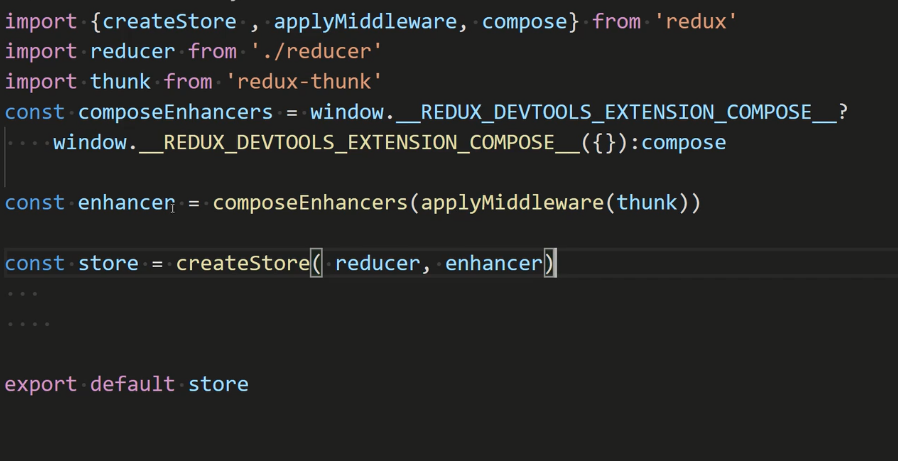 import {createStore , applyMiddleware, compose} from 'redux'
import reducer from './reducer'
import thunk from 'redux-thunk'
const composeEnhancers = window.__REDUX_DEVTOOLS_EXTENSION_COMPOSE__?
    window.__REDUX_DEVTOOLS_EXTENSION_COMPOSE__({}):compose
const enhancer = composeEnhancers(applyMiddleware(thunk))
const store = createStore( reducer, enhancer)
export default store